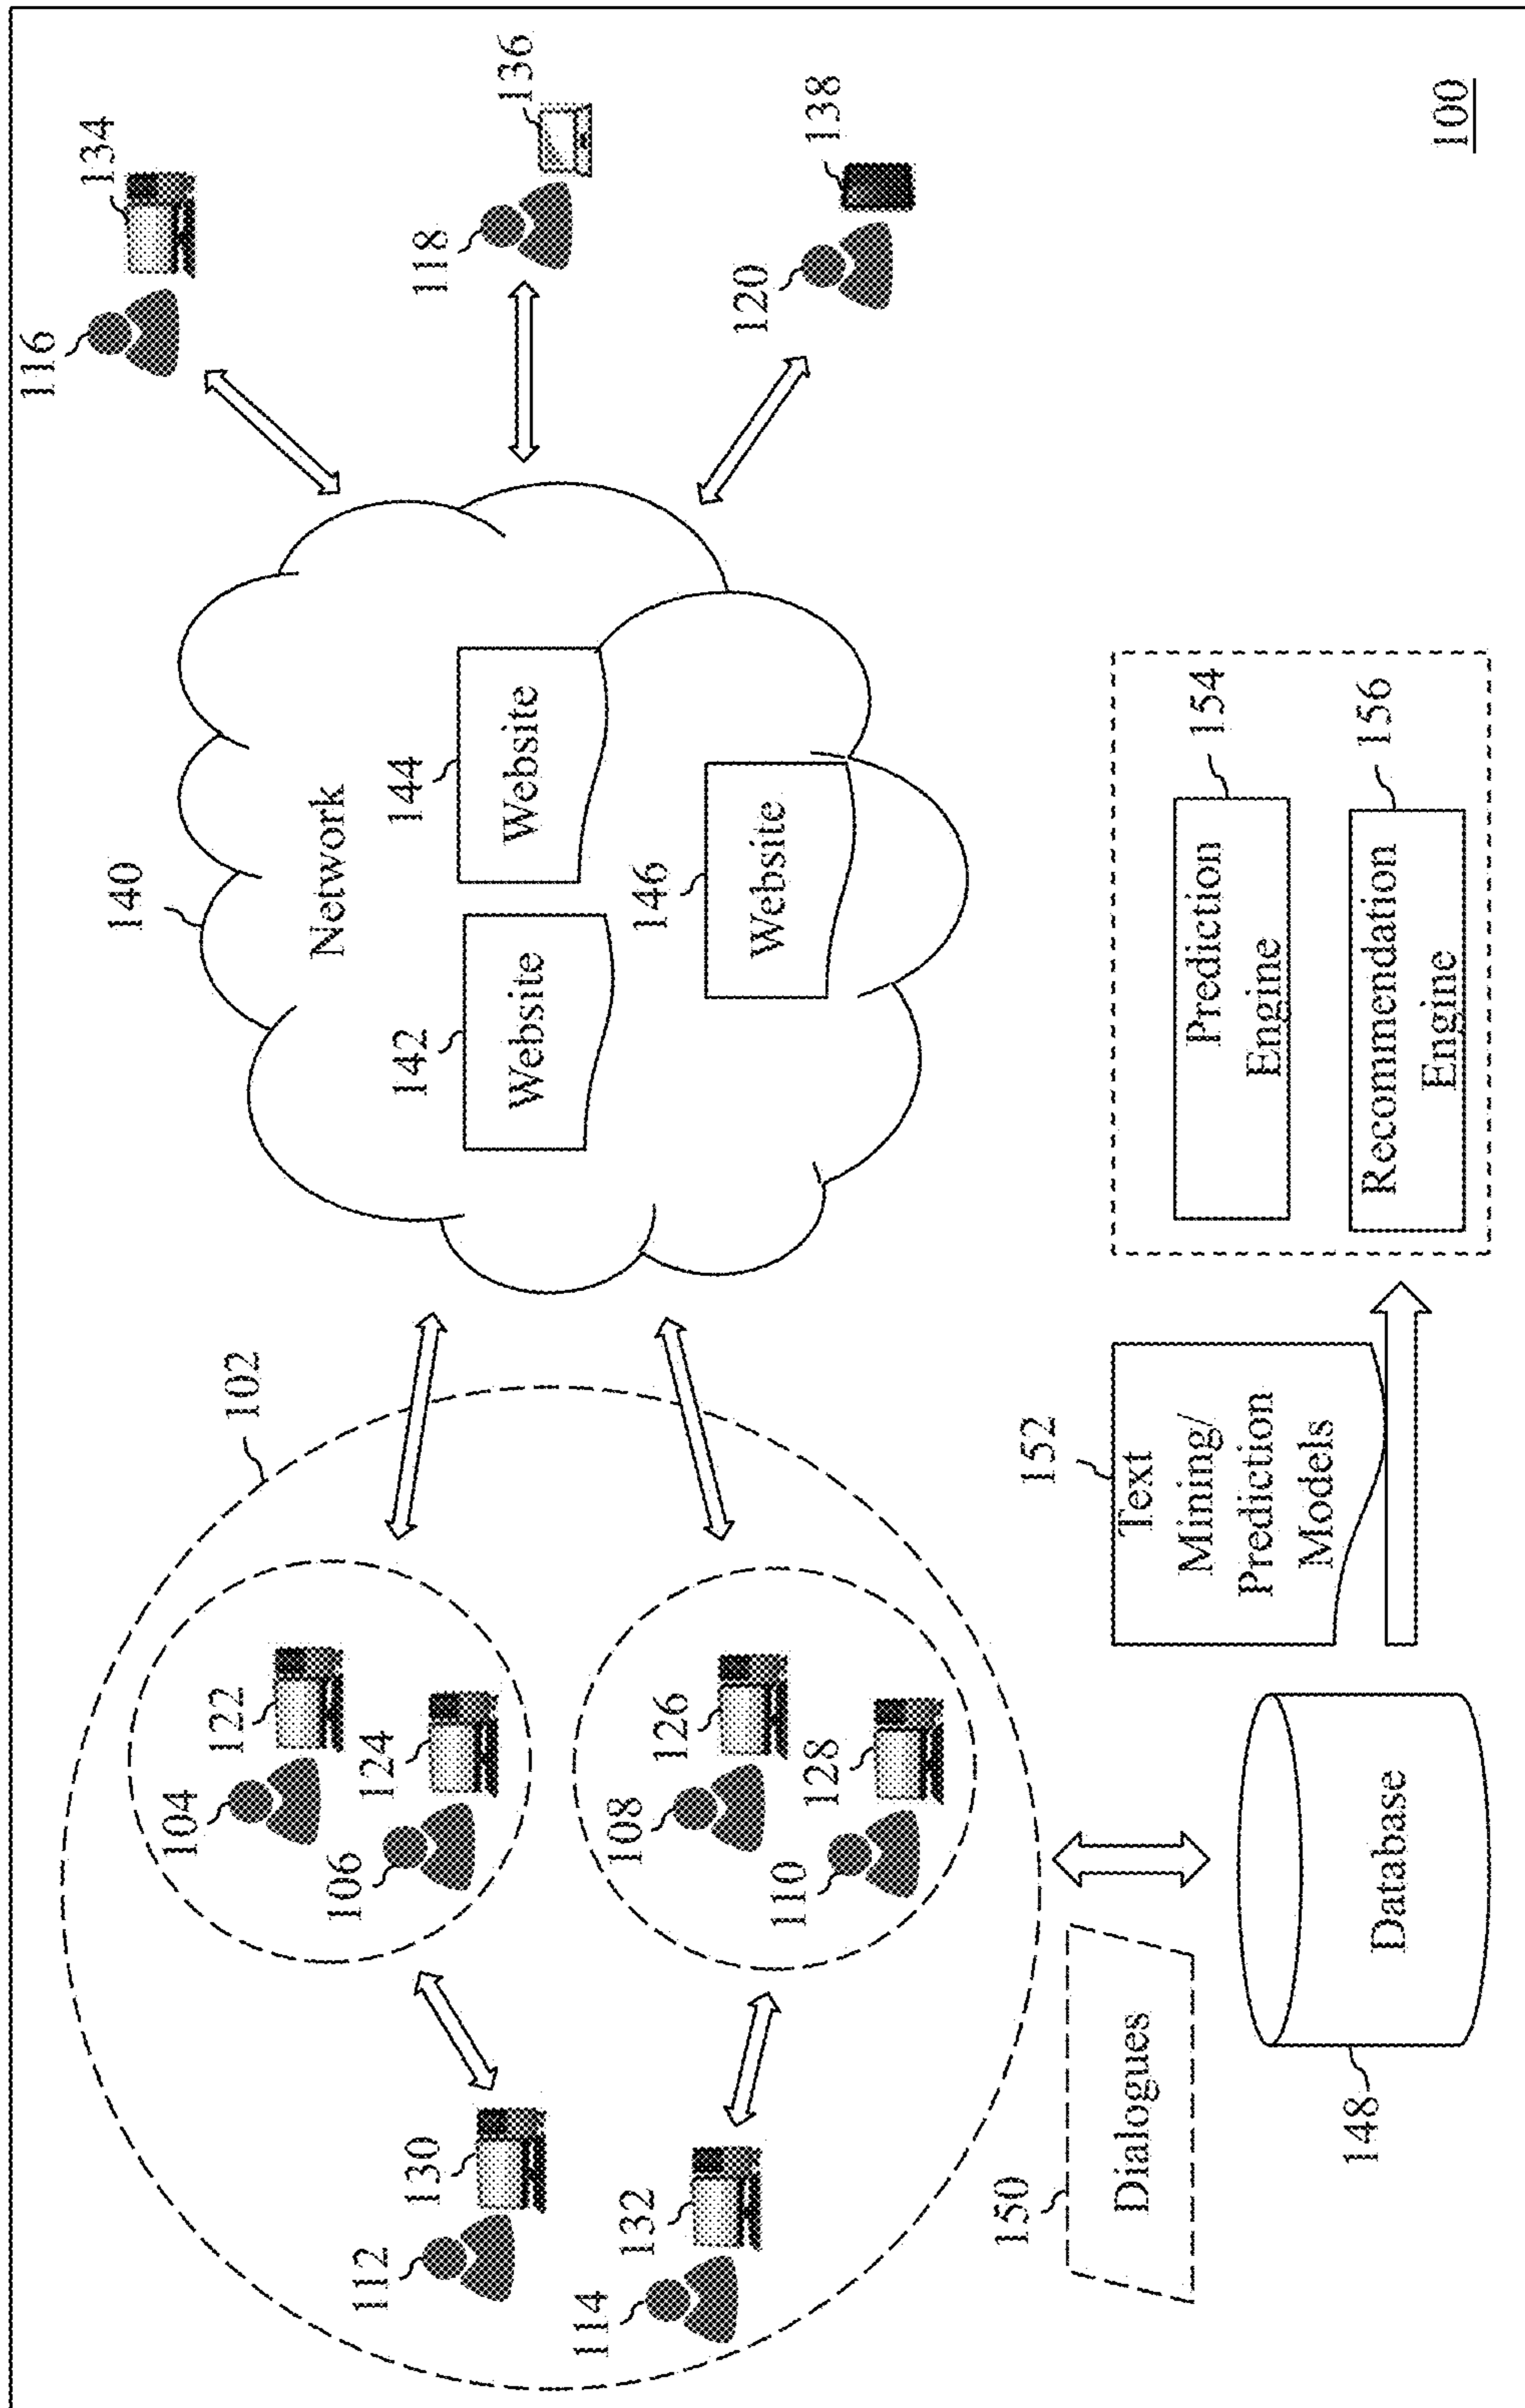 116
134
118
136
120
138
100
140
Network
142
Website
144
Website
146
Website
102
104
122
106
124
108
126
110
128
112
130
114
132
150
Dialogues
148
Database
152
Text
Mining/
Prediction
Models
Prediction
Engine
154
Recommendation
Engine
156